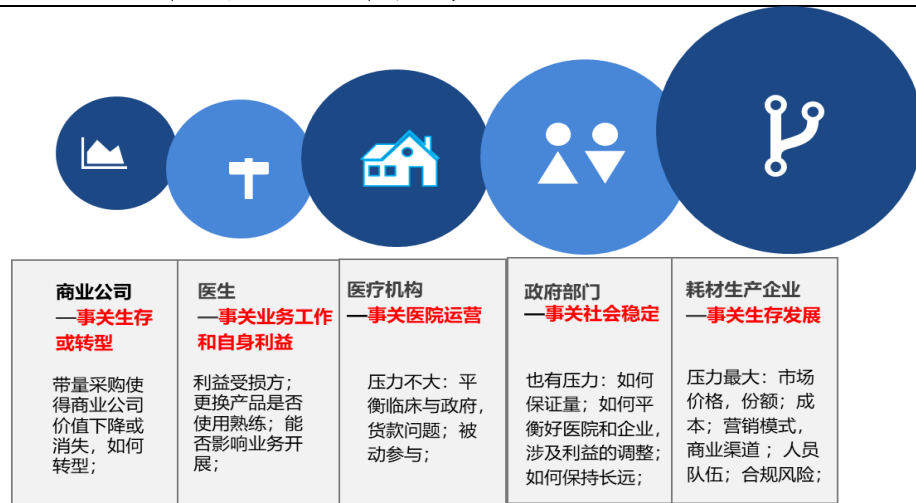 商业公司
—事关生存
或转型
带量采购使
得商业公司
价值下降或
消失，如何
转型；
医生
—事关业务工作
和自身利益
利益受损方；
更换产品是否
使用熟练；能
否影响业务开
展；
医疗机构
—事关医院运营
压力不大：平
衡临床与政府，
货款问题；被
动参与；
政府部门
—事关社会稳定
也有压力：如何
保证量；如何平
衡好医院和企业，
涉及利益的调整；
如何保持长远；
耗材生产企业
—事关生存发展
压力最大：市场
价格，份额；成
本；营销模式，
商业渠道；人员
队伍；合规风险；